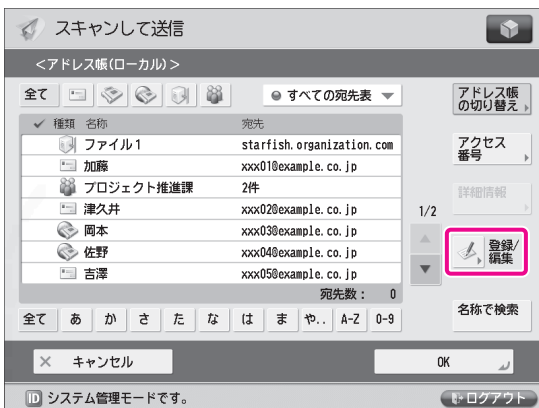 スキャンして送信
<アドレス帳(ローカル)>
全て
すべての宛先表
アドレス帳
の切り替え
種類 名称 宛先
ファイル1 starfish.organization.com
加藤 xxx01@example.co.jp
プロジェクト推進課 2件
津久井 xxx02@example.co.jp
岡本 xxx03@example.co.jp
佐野 xxx04@example.co.jp
吉澤 xxx05@example.co.jp
アクセス
番号
詳細情報
1/2
登録/
編集
宛先数: 0
名称で検索
全て あ か さ た な は ま や.. A-Z 0-9
× キャンセル
OK
ID システム管理モードです。
ログアウト